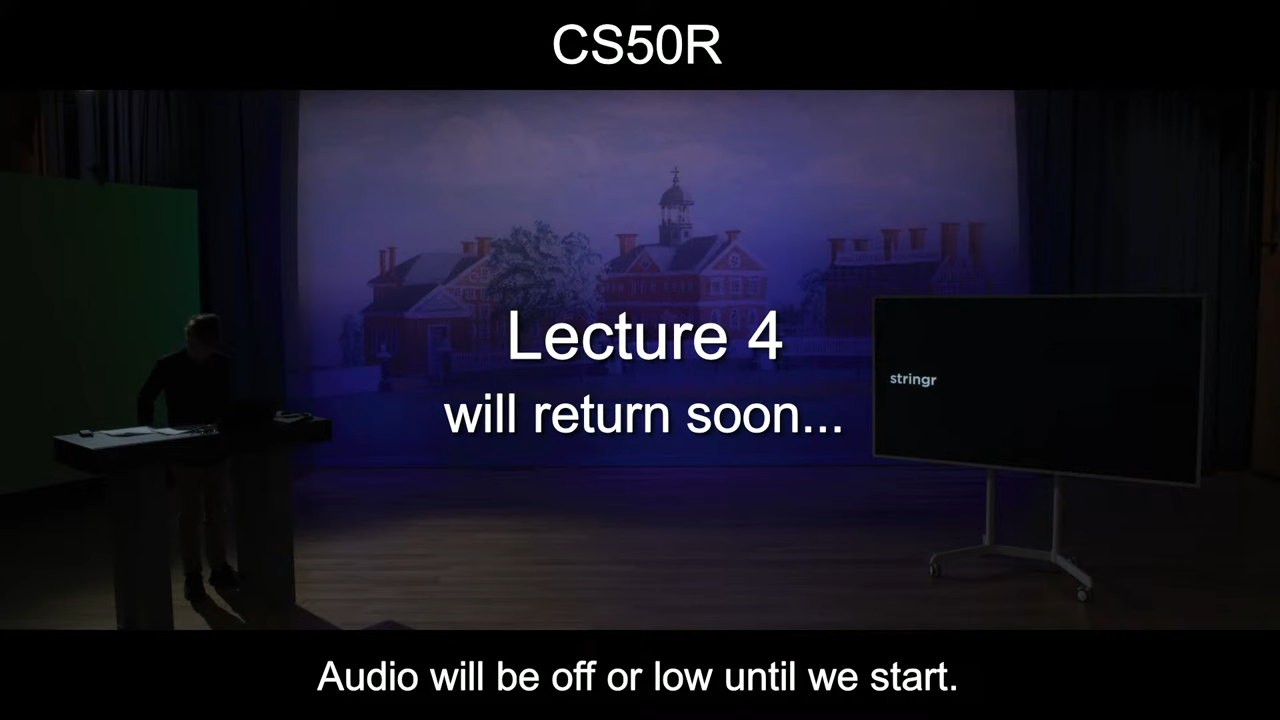 CS50R
Lecture 4
will return soon...
stringr
Audio will be off or low until we start.